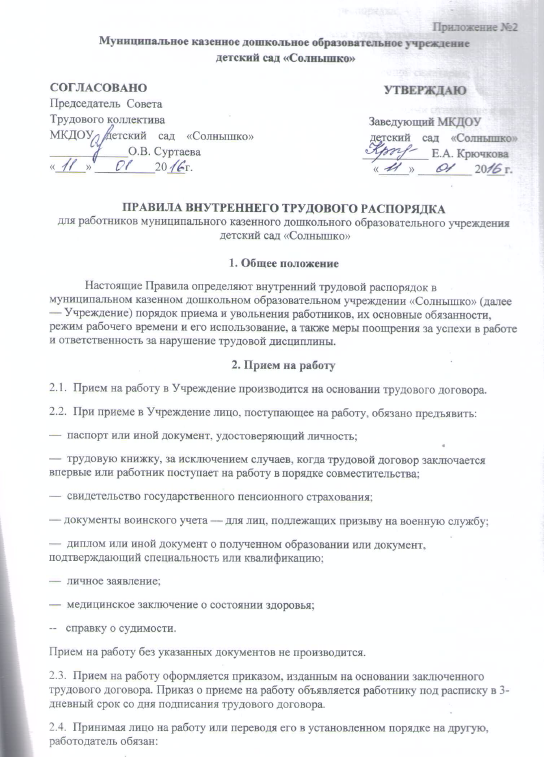 Приложение №2
Муниципальное казенное дошкольное образовательное учреждение
детский сад «Солнышко»
СОГЛАСОВАНО УТВЕРЖДАЮ
Председатель Совета
Трудового коллектива Заведующий МКДОУ
МКДОУ детский сад «Солнышко» детский сад «Солнышко»
О.В. Суртаева Е.А. Крючкова
« 11 » 01 2016 г. « 11 » 01 2016 г.
ПРАВИЛА ВНУТРЕННЕГО ТРУДОВОГО РАСПОРЯДКА
для работников муниципального казенного дошкольного образовательного учреждения
детский сад «Солнышко»
1. Общее положение
Настоящие Правила определяют внутренний трудовой распорядок в
муниципальном казенном дошкольном образовательном учреждении «Солнышко» (далее
— Учреждение) порядок приема и увольнения работников, их основные обязанности,
режим рабочего времени и его использование, а также меры поощрения за успехи в работе
и ответственность за нарушение трудовой дисциплины.
2. Прием на работу
2.1. Прием на работу в Учреждение производится на основании трудового договора.
2.2. При приеме в Учреждение лицо, поступающее на работу, обязано предъявить:
— паспорт или иной документ, удостоверяющий личность;
— трудовую книжку, за исключением случаев, когда трудовой договор заключается
впервые или работник поступает на работу в порядке совместительства;
— свидетельство государственного пенсионного страхования;
— документы воинского учета — для лиц, подлежащих призыву на военную службу;
— диплом или иной документ о полученном образовании или документ,
подтверждающий специальность или квалификацию;
— личное заявление;
— медицинское заключение о состоянии здоровья;
-- справку о судимости.
Прием на работу без указанных документов не производится.
2.3. Прием на работу оформляется приказом, изданным на основании заключенного
трудового договора. Приказ о приеме на работу объявляется работнику под расписку в 3-
дневный срок со дня подписания трудового договора.
2.4. Принимая лицо на работу или переводя его в установленном порядке на другую,
работодатель обязан: